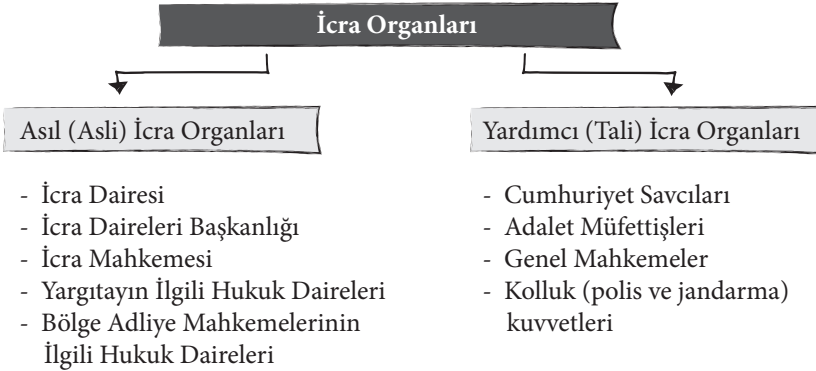 İcra Organları
Asıl (Asli) İcra Organları
- İcra Dairesi
- İcra Daireleri Başkanlığı
- İcra Mahkemesi
- Yargıtayın İlgili Hukuk Daireleri
- Bölge Adliye Mahkemelerinin
İlgili Hukuk Daireleri
Yardımcı (Tali) İcra Organları
- Cumhuriyet Savcıları
- Adalet Müfettişleri
- Genel Mahkemeler
- Kolluk (polis ve jandarma)
kuvvetleri